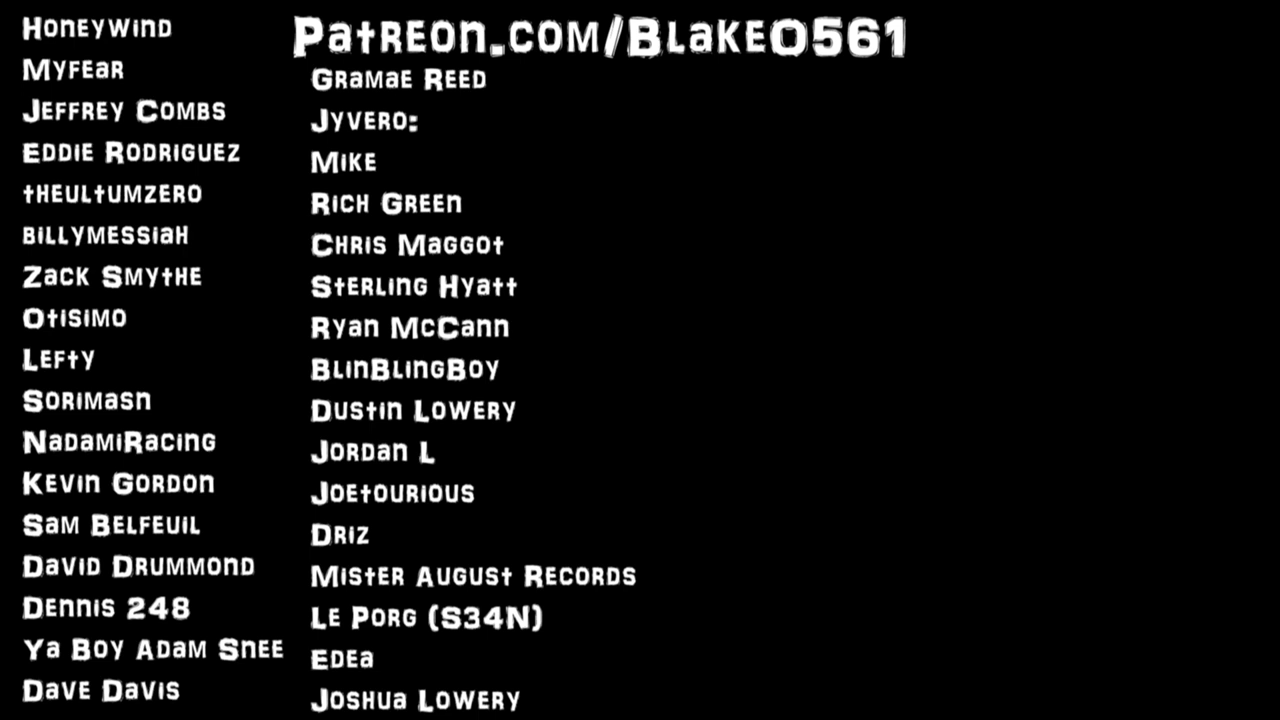 Patreon.com/Blake0561
Honeywind
Myfear
Jeffrey Combs
Eddie Rodriguez
theultumzero
billymessiah
Zack Smythe
Otisimo
Lefty
Sorimasn
NadamiRacing
Kevin Gordon
Sam Belfeuil
David Drummond
Dennis 248
Ya Boy Adam Snee
Dave Davis
Gramae Reed
Jyvero:
Mike
Rich Green
Chris Maggot
Sterling Hyatt
Ryan McCann
BlinBlingBoy
Dustin Lowery
Jordan L
Joetourious
Driz
Mister August Records
Le Porg (S34N)
Edea
Joshua Lowery